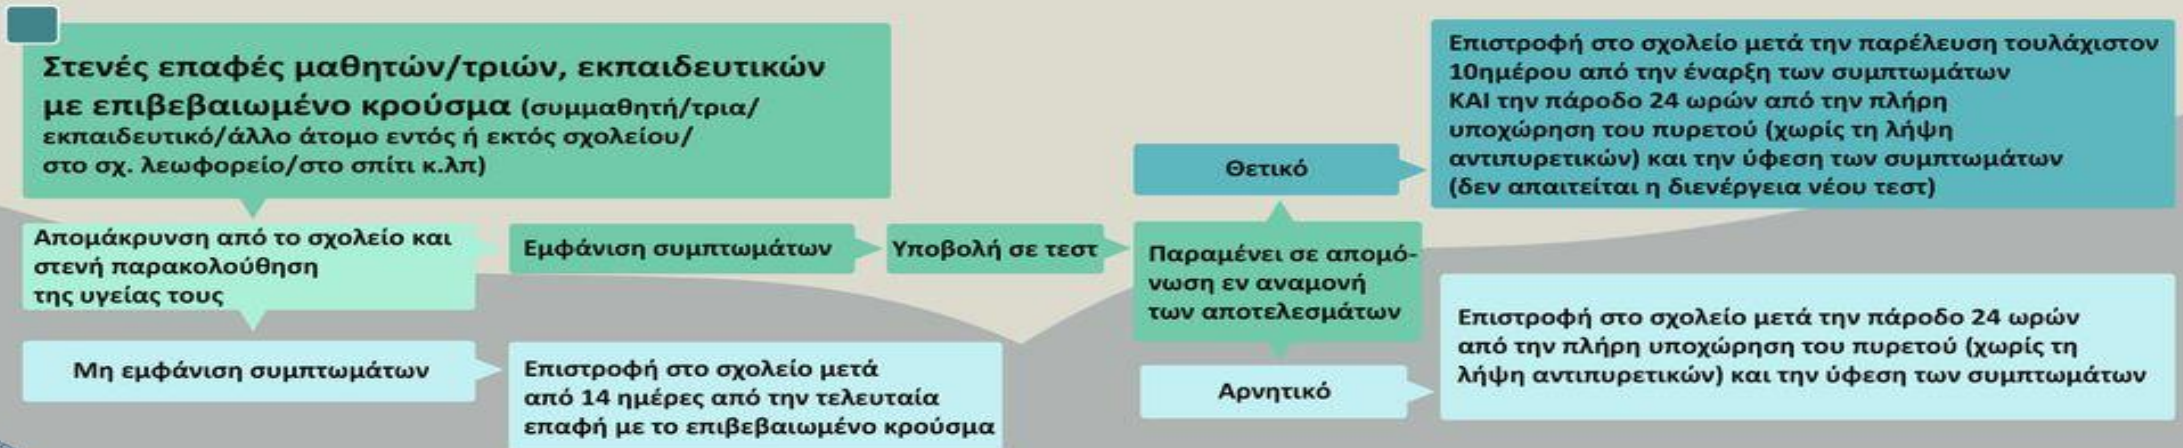 Στενές επαφές μαθητών/τριών, εκπαιδευτικών
με επιβεβαιωμένο κρούσμα (συμμαθητή/τρια/
εκπαιδευτικό/άλλο άτομο εντός ή εκτός σχολείου/
στο σχ. λεωφορείο/στο σπίτι κ.λπ)
Απομάκρυνση από το σχολείο και
στενή παρακολούθηση
της υγείας τους
Εμφάνιση συμπτωμάτων
Υποβολή σε τεστ
Παραμένει σε απομό-
νωση εν αναμονή
των αποτελεσμάτων
Θετικό
Επιστροφή στο σχολείο μετά την παρέλευση τουλάχιστον
10ημέρου από την έναρξη των συμπτωμάτων
ΚΑΙ την πάροδο 24 ωρών από την πλήρη
υποχώρηση του πυρετού (χωρίς τη λήψη
αντιπυρετικών) και την ύφεση των συμπτωμάτων
(δεν απαιτείται η διενέργεια νέου τεστ)
Αρνητικό
Επιστροφή στο σχολείο μετά την πάροδο 24 ωρών
από την πλήρη υποχώρηση του πυρετού (χωρίς τη
λήψη αντιπυρετικών) και την ύφεση των συμπτωμάτων
Μη εμφάνιση συμπτωμάτων
Επιστροφή στο σχολείο μετά
από 14 ημέρες από την τελευταία
επαφή με το επιβεβαιωμένο κρούσμα